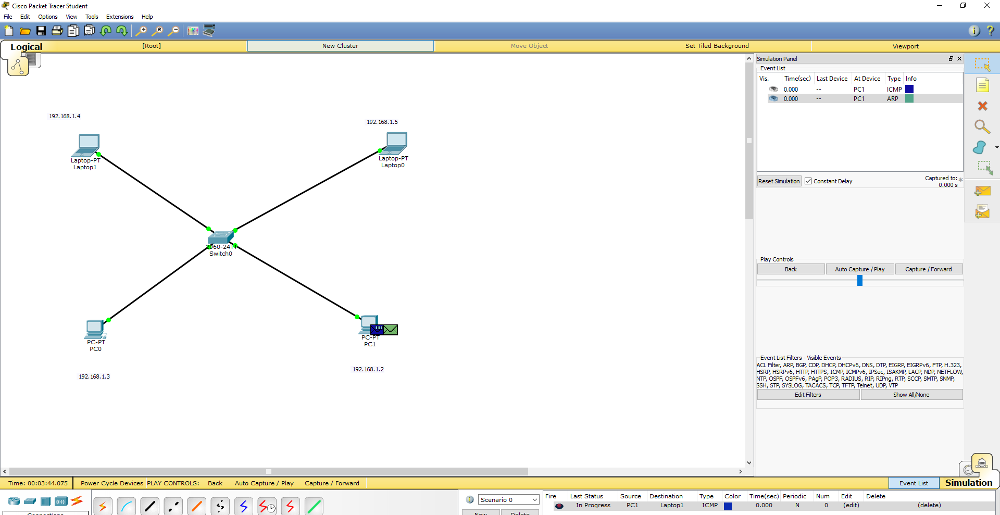 Cisco Packet Tracer Student
File Edit Options View Tools Extensions Help
Logical [Root] New Cluster Move Object Set Tiled Background Viewport
192.168.1.4
Laptop-PT
Laptop1
192.168.1.5
Laptop-PT
Laptop0
2960-24TT
Switch0
PC-PT
PC0
192.168.1.3
PC-PT
PC1
192.168.1.2
Simulation Panel
Event List
Vis. Time(sec) Last Device At Device Type Info
0.000 -- PC1 ICMP
0.000 -- PC1 ARP
Reset Simulation Constant Delay Captured to: *
0.000 s
Play Controls
Back Auto Capture / Play Capture / Forward
Event List Filters - Visible Events
ACL Filter, ARP, BGP, CDP, DHCP, DHCPv6, DNS, DTP, EIGRP, EIGRPv6, FTP, H.323,
HSRP, HSRPv6, HTTP, HTTPS, ICMP, ICMPv6, IPSec, ISAKMP, LACP, NDP, NETFLOW,
NTP, OSPF, OSPFv6, PAgP, POP3, RADIUS, RIP, RIPng, RTP, SCCP, SMTP, SNMP,
SSH, STP, SYSLOG, TACACS, TCP, TFTP, Telnet, UDP, VTP
Edit Filters Show All/None
Time: 00:03:44.075 Power Cycle Devices PLAY CONTROLS: Back Auto Capture / Play Capture / Forward Event List Simulation
Scenario 0
New Delete
Fire Last Status Source Destination Type Color Time(sec) Periodic Num Edit Delete
In Progress PC1 Laptop1 ICMP 0.000 N 0 (edit) (delete)
Connections